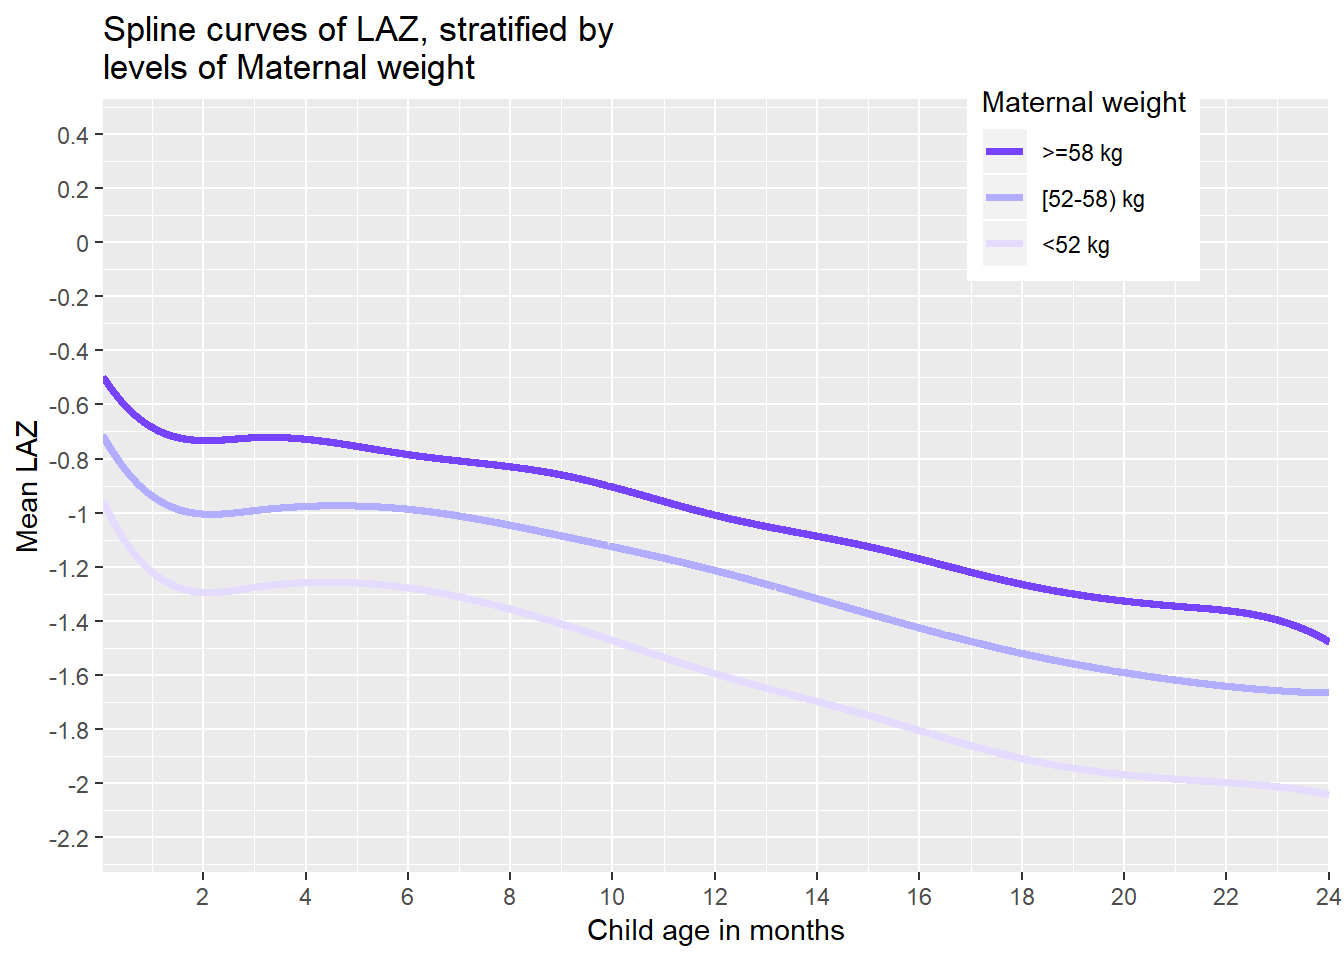 Spline curves of LAZ, stratified by
levels of Maternal weight
Maternal weight
>=58 kg
[52-58) kg
<52 kg
Mean LAZ
0.4
0.2
0
-0.2
-0.4
-0.6
-0.8
-1
-1.2
-1.4
-1.6
-1.8
-2
-2.2
2 4 6 8 10 12 14 16 18 20 22 24
Child age in months